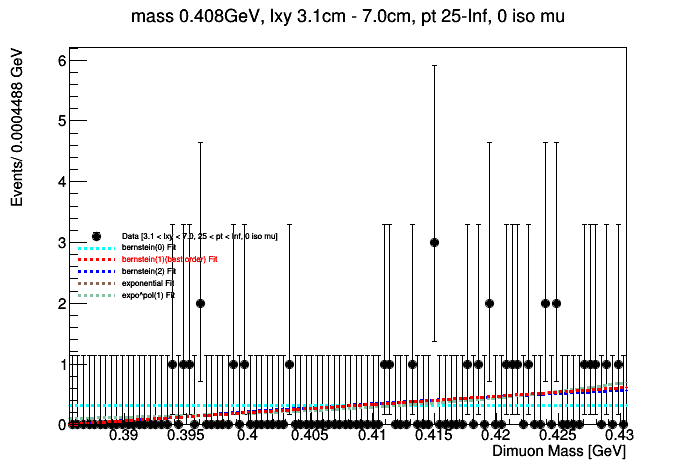 mass 0.408GeV, lxy 3.1cm - 7.0cm, pt 25-Inf, 0 iso mu
Events/ 0.0004488 GeV
6
5
4
3
2
1
0
Data [3.1 < lxy < 7.0, 25 < pt < Inf, 0 iso mu]
bernstein(0) Fit
bernstein(1)(best order) Fit
bernstein(2) Fit
exponential Fit
expo^pol(1) Fit
0.39 0.395 0.4 0.405 0.41 0.415 0.42 0.425 0.43
Dimuon Mass [GeV]